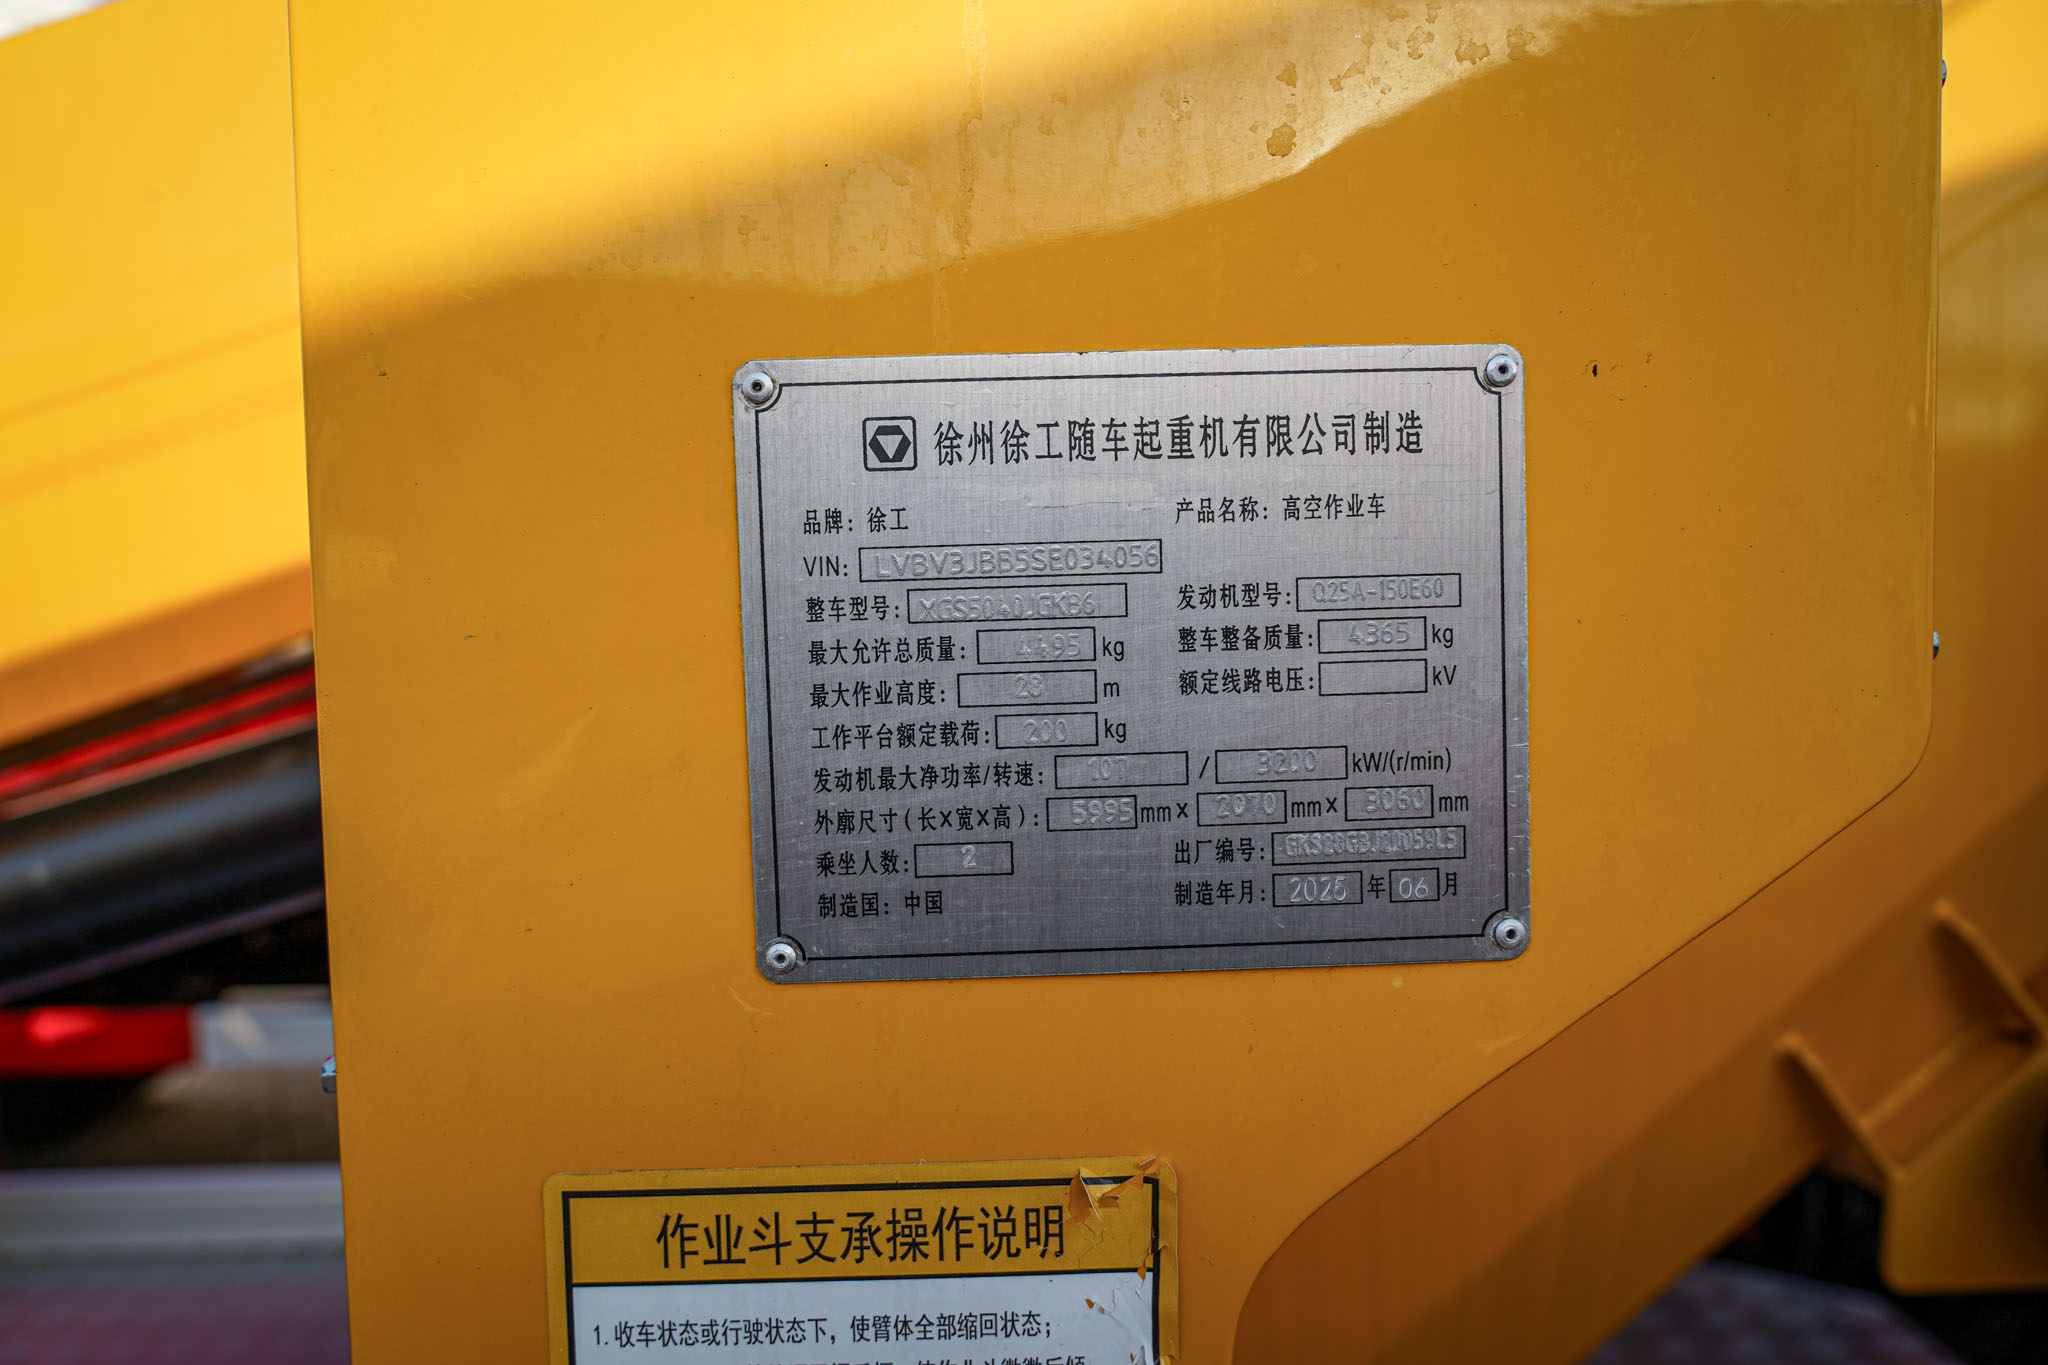 徐州徐工随车起重机有限公司制造
品牌：徐工 产品名称：高空作业车
VIN: LVBV3JBB5SE034056
整车型号: XGS5040JGKB6 发动机型号: Q25A-150E60
最大允许总质量: 4495 kg 整车整备质量: 4365 kg
最大作业高度: 28 m 额定线路电压: kV
工作平台额定载荷: 200 kg
发动机最大净功率/转速: 107 / 3200 kW/(r/min)
外廓尺寸(长X宽X高): 5995 mm x 2070 mm x 3060 mm
乘坐人数: 2 出厂编号:
制造国: 中国 制造年月: 2025 年 06 月
作业斗支承操作说明
1.收车状态或行驶状态下，使臂体全部缩回状态；